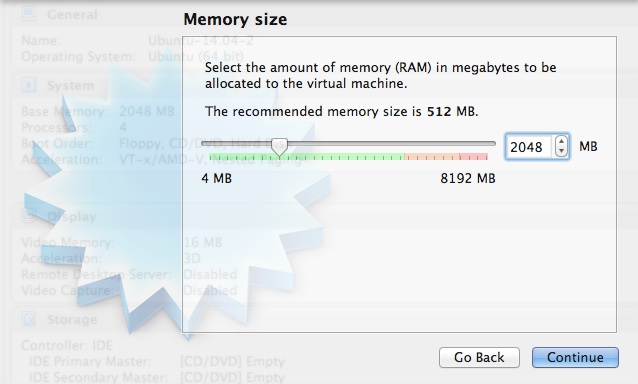 Memory size
Select the amount of memory (RAM) in megabytes to be
allocated to the virtual machine.
The recommended memory size is 512 MB.
2048 MB
4 MB 8192 MB
Go Back Continue
General
Name: Ubuntu-14.04-2
Operating System: Ubuntu (64 bit)
System
Base Memory: 2048 MB
Processors: 4
Boot Order: Floppy, CD/DVD, Hard
Acceleration: VT-x/AMD-V, Nested Paging
Display
Video Memory: 16 MB
Acceleration: 3D
Remote Desktop Server: Disabled
Video Capture: Disabled
Storage
Controller: IDE
IDE Primary Master: [CD/DVD] Empty
IDE Secondary Master: [CD/DVD] Empty